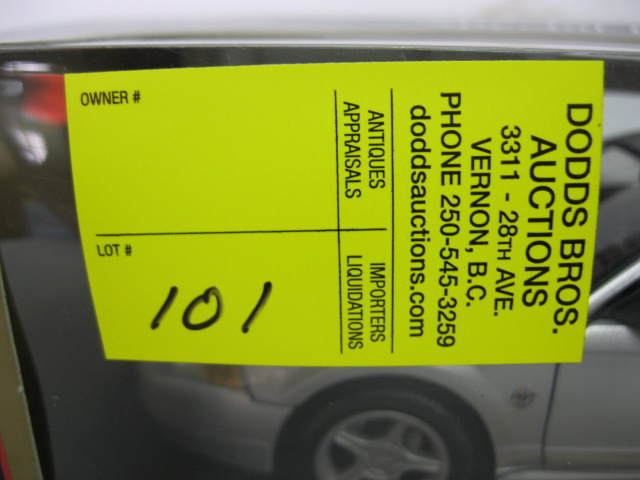 DODDS BROS.
AUCTIONS
3311 - 28TH AVE.
VERNON, B.C.
PHONE 250-545-3259
doddsauctions.com
ANTIQUES
APPRAISALS
IMPORTERS
LIQUIDATIONS
OWNER #
LOT #
101